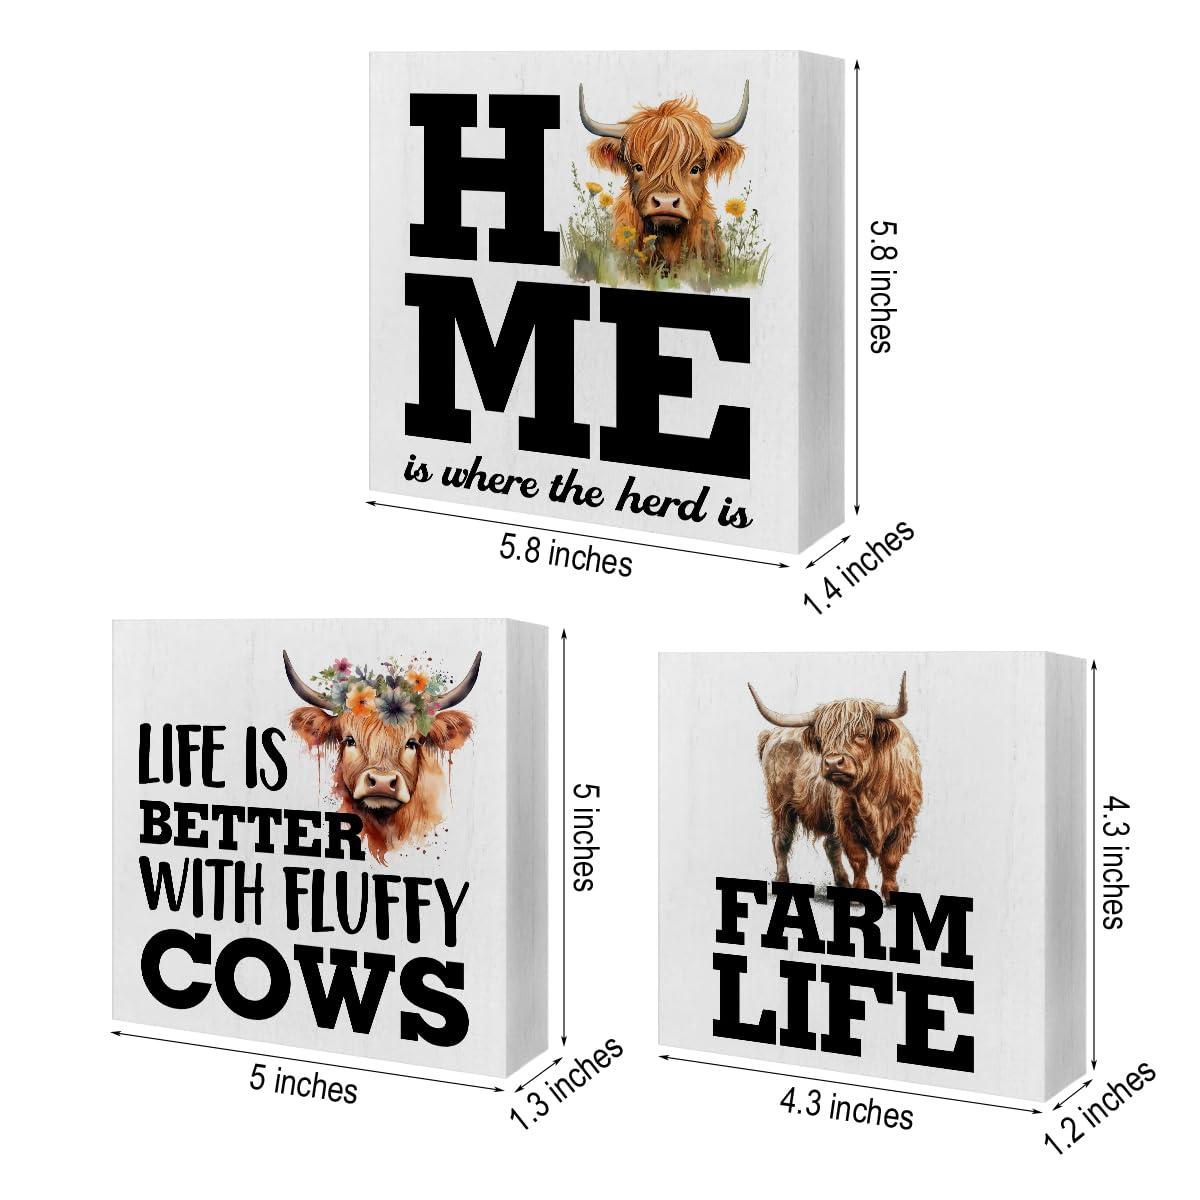 H
ME
is where the herd is
5.8 inches
5.8 inches
1.4 inches
LIFE IS
BETTER
WITH FLUFFY
COWS
5 inches
5 inches
1.3 inches
FARM
LIFE
4.3 inches
4.3 inches
1.2 inches